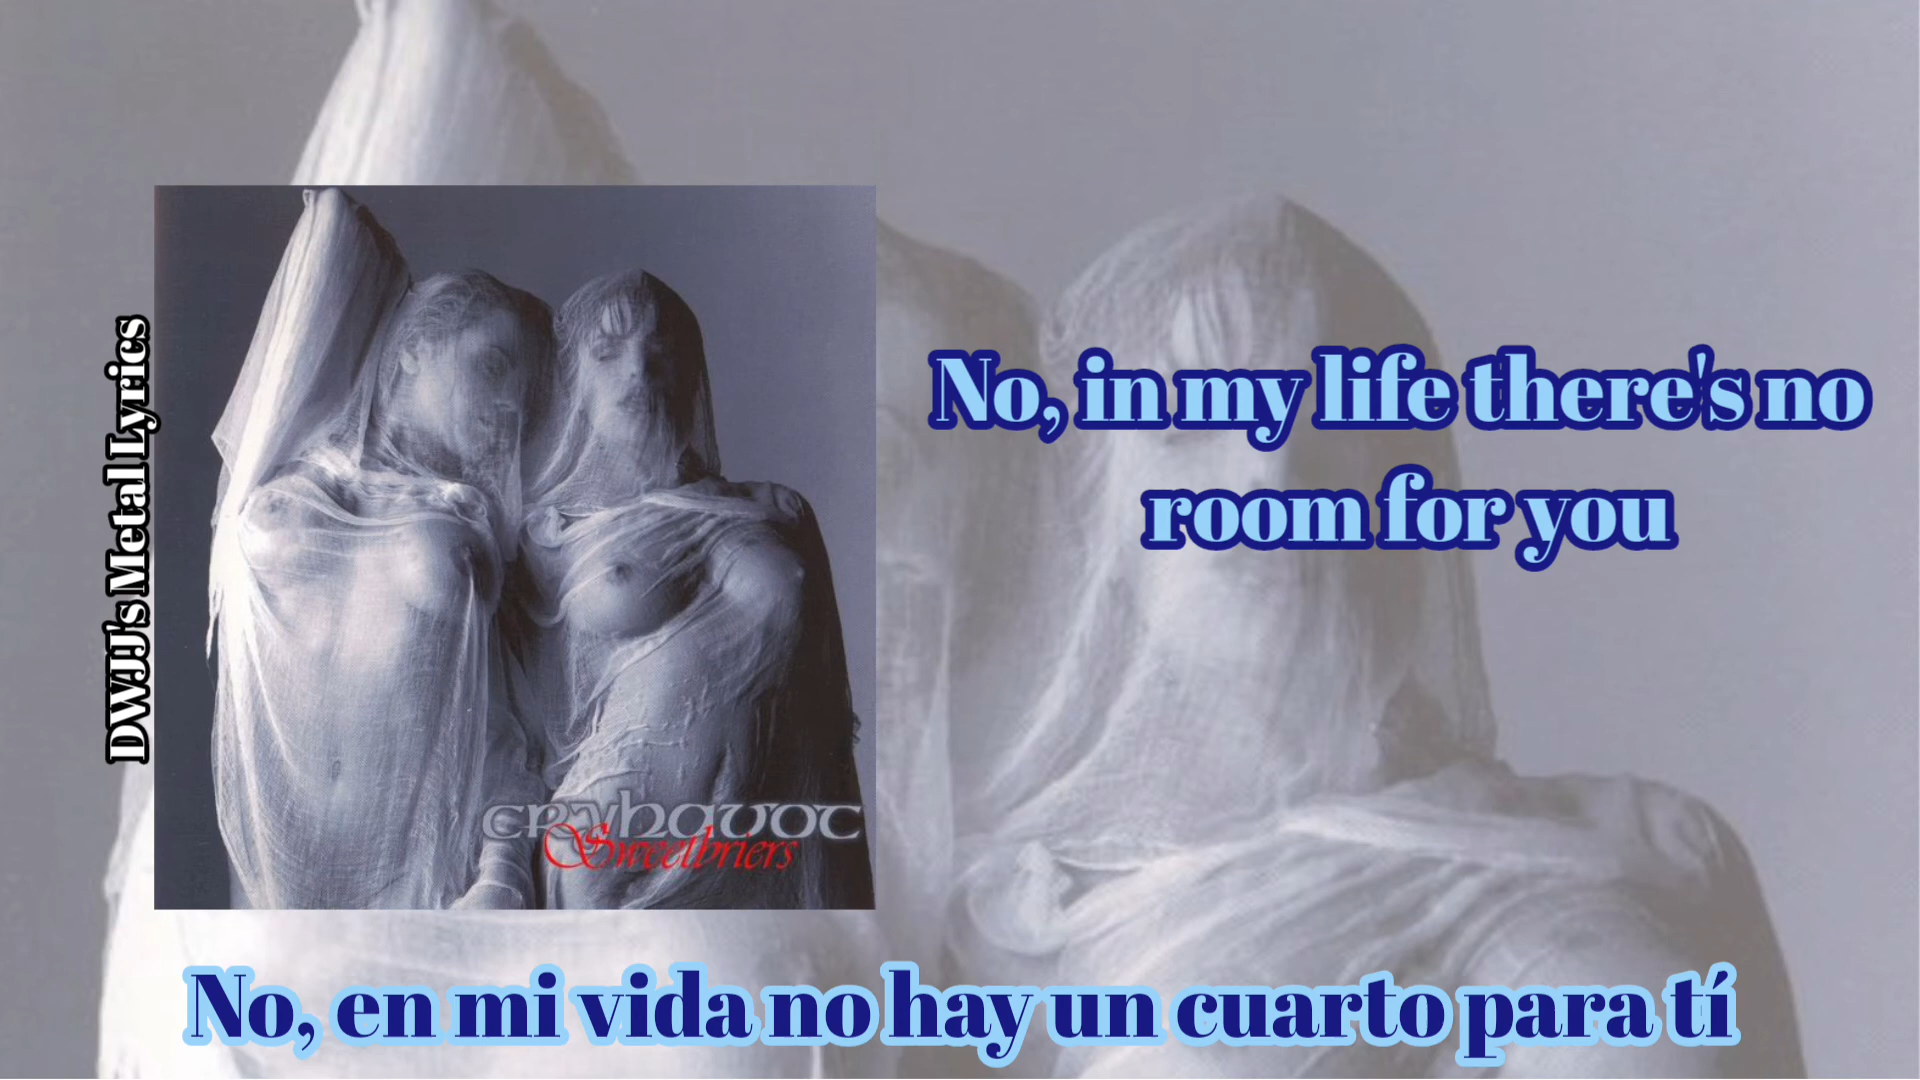 DWJJ's Metal Lyrics
No, in my life there's no
room for you
CRYHAVOC
Sweetbriers
No, en mi vida no hay un cuarto para tí